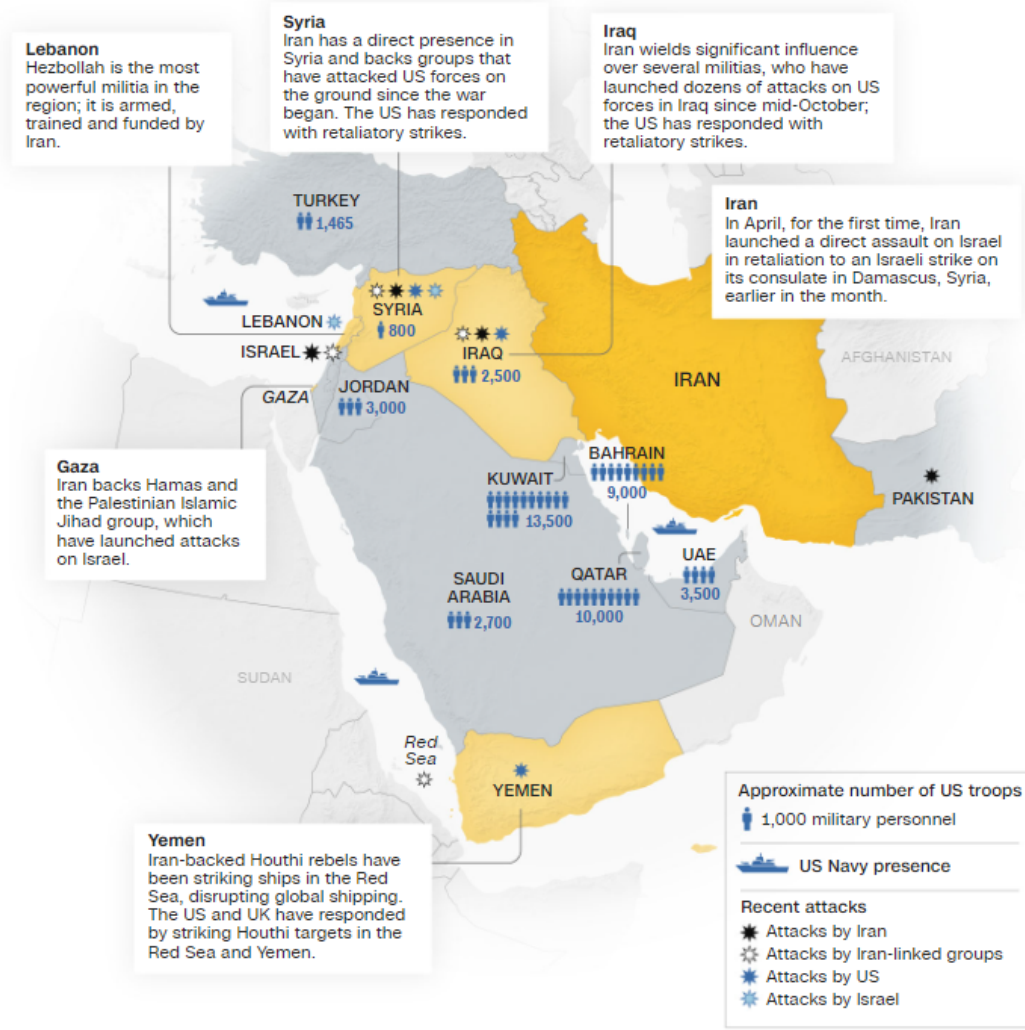 Lebanon
Hezbollah is the most
powerful militia in the
region; it is armed,
trained and funded by
Iran.
Syria
Iran has a direct presence in
Syria and backs groups that
have attacked US forces on
the ground since the war
began. The US has responded
with retaliatory strikes.
Iraq
Iran wields significant influence
over several militias, who have
launched dozens of attacks on US
forces in Iraq since mid-October;
the US has responded with
retaliatory strikes.
Iran
In April, for the first time, Iran
launched a direct assault on Israel
in retaliation to an Israeli strike on
its consulate in Damascus, Syria,
earlier in the month.
TURKEY
1,465
LEBANON
SYRIA
800
ISRAEL
IRAQ
2,500
AFGHANISTAN
IRAN
GAZA
JORDAN
3,000
Gaza
Iran backs Hamas and
the Palestinian Islamic
Jihad group, which
have launched attacks
on Israel.
KUWAIT
13,500
BAHRAIN
9,000
PAKISTAN
SAUDI
ARABIA
2,700
QATAR
10,000
UAE
3,500
OMAN
SUDAN
Red
Sea
YEMEN
Yemen
Iran-backed Houthi rebels have
been striking ships in the Red
Sea, disrupting global shipping.
The US and UK have responded
by striking Houthi targets in the
Red Sea and Yemen.
Approximate number of US troops
1,000 military personnel
US Navy presence
Recent attacks
Attacks by Iran
Attacks by Iran-linked groups
Attacks by US
Attacks by Israel